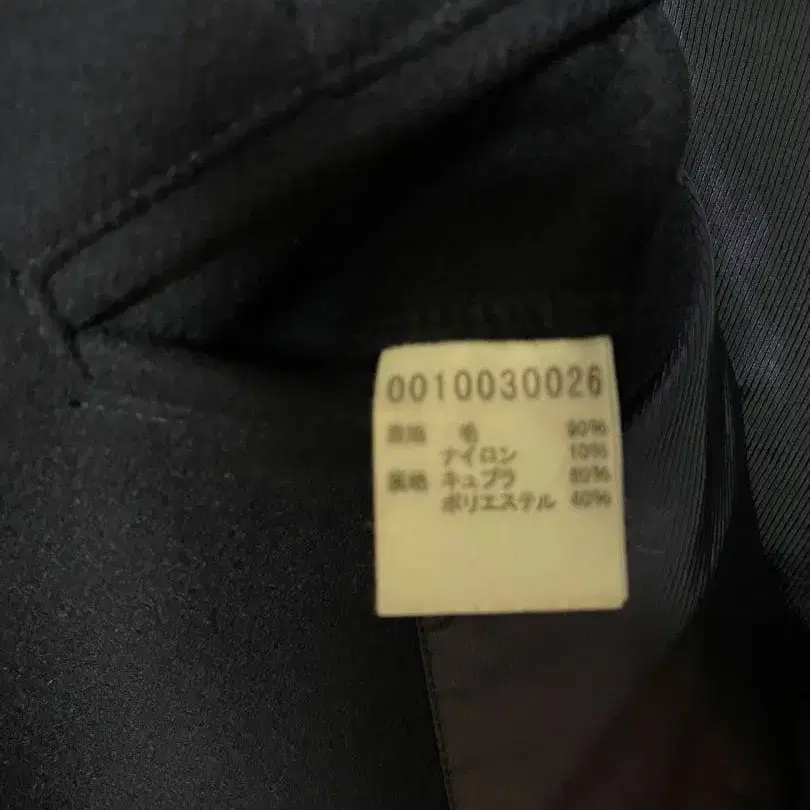 0010030026
表地 毛 90%
ナイロン 10%
裏地 キュプラ 60%
ポリエステル 40%